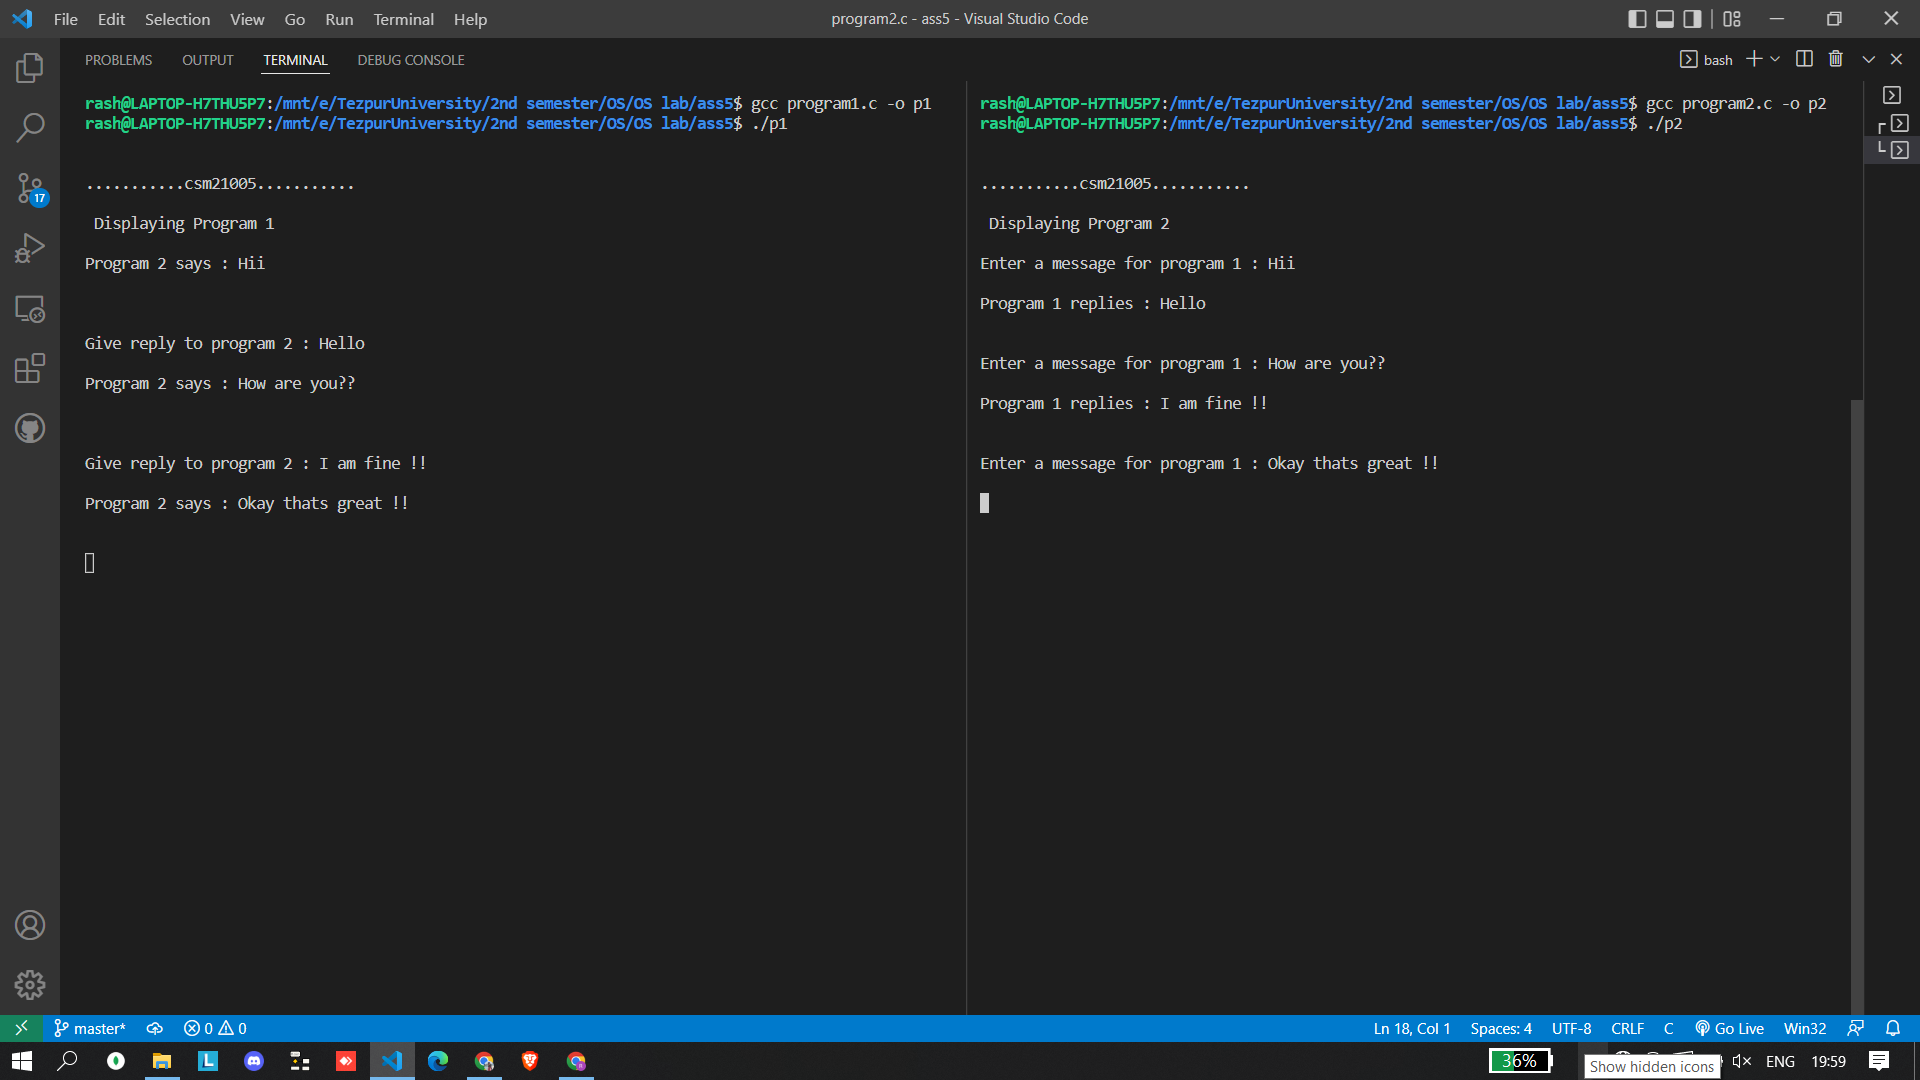 File Edit Selection View Go Run Terminal Help
program2.c - ass5 - Visual Studio Code
PROBLEMS OUTPUT TERMINAL DEBUG CONSOLE
bash
17
rash@LAPTOP-H7THU5P7:/mnt/e/TezpurUniversity/2nd semester/OS/OS lab/ass5$ gcc program1.c -o p1
rash@LAPTOP-H7THU5P7:/mnt/e/TezpurUniversity/2nd semester/OS/OS lab/ass5$ ./p1
...........csm21005...........
Displaying Program 1
Program 2 says : Hii
Give reply to program 2 : Hello
Program 2 says : How are you??
Give reply to program 2 : I am fine !!
Program 2 says : Okay thats great !!
rash@LAPTOP-H7THU5P7:/mnt/e/TezpurUniversity/2nd semester/OS/OS lab/ass5$ gcc program2.c -o p2
rash@LAPTOP-H7THU5P7:/mnt/e/TezpurUniversity/2nd semester/OS/OS lab/ass5$ ./p2
...........csm21005...........
Displaying Program 2
Enter a message for program 1 : Hii
Program 1 replies : Hello
Enter a message for program 1 : How are you??
Program 1 replies : I am fine !!
Enter a message for program 1 : Okay thats great !!
master* 0 0
Ln 18, Col 1 Spaces: 4 UTF-8 CRLF C Go Live Win32
L
36%
Show hidden icons
ENG 19:59